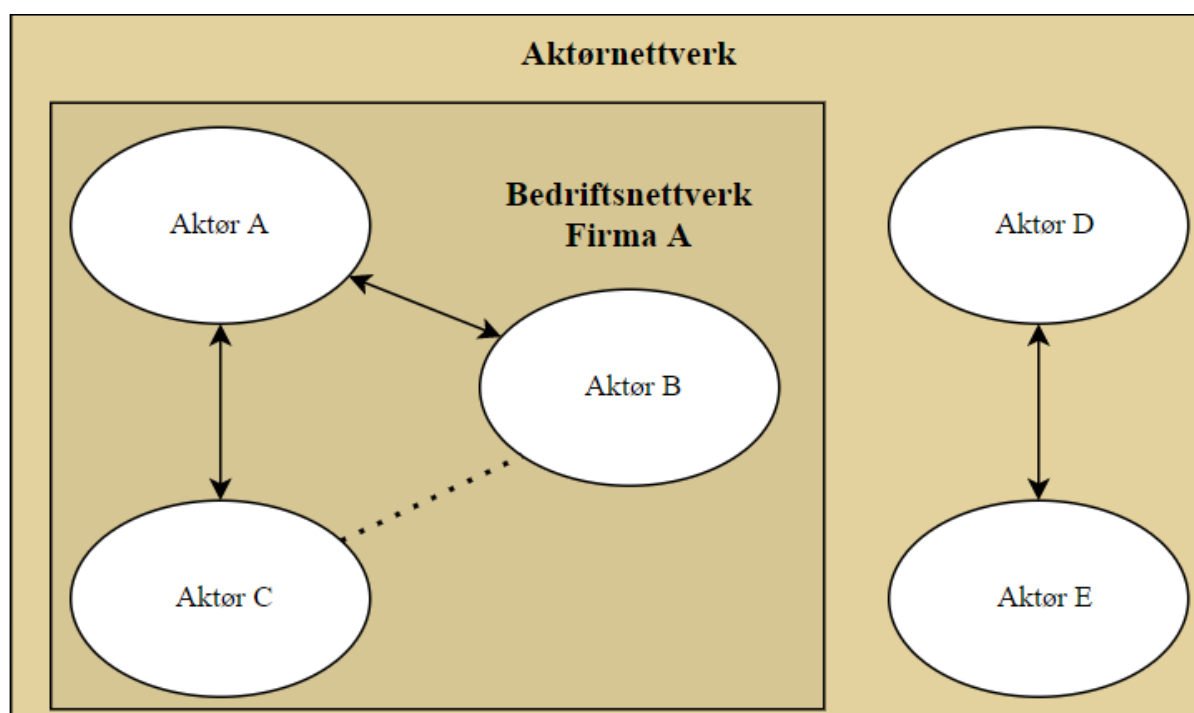 Aktørnettverk
Aktør A
Bedriftsnettverk
Firma A
Aktør D
Aktør B
Aktør C
Aktør E